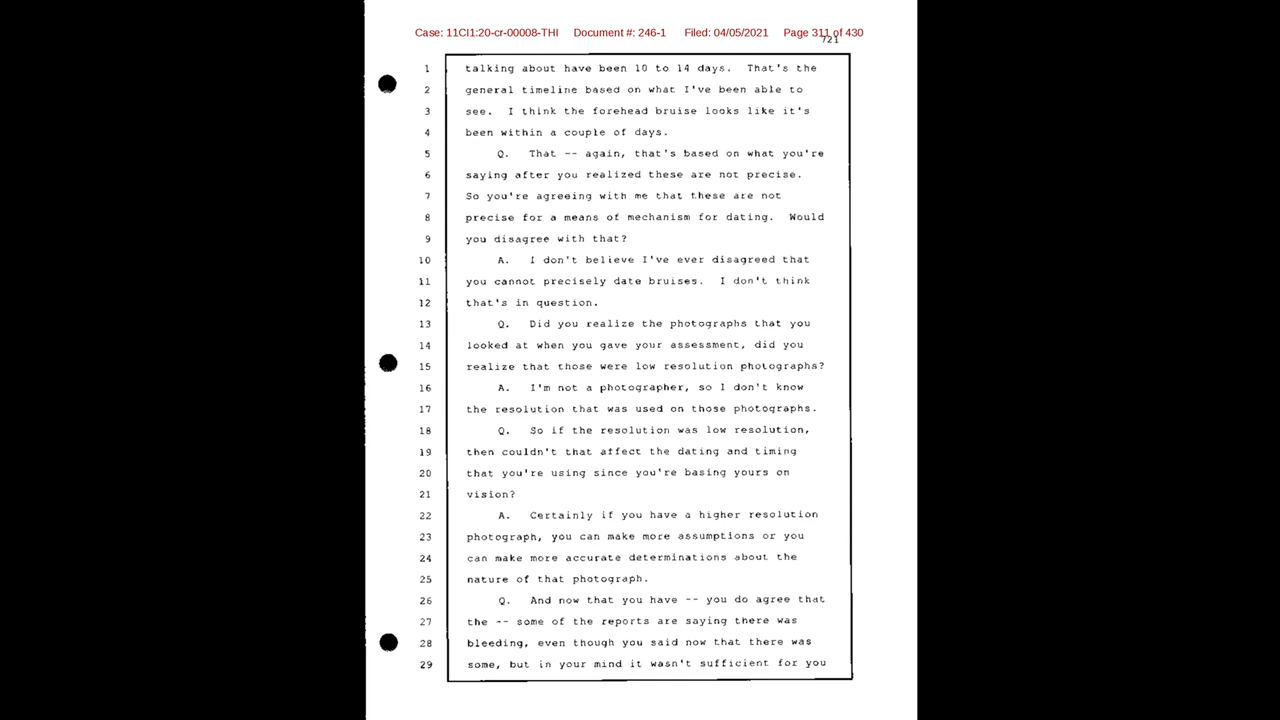 Case: 11CI1:20-cr-00008-THI Document #: 246-1 Filed: 04/05/2021 Page 311 of 430
721
1 talking about have been 10 to 14 days. That's the
2 general timeline based on what I've been able to
3 see. I think the forehead bruise looks like it's
4 been within a couple of days.
5 Q. That -- again, that's based on what you're
6 saying after you realized these are not precise.
7 So you're agreeing with me that these are not
8 precise for a means of mechanism for dating. Would
9 you disagree with that?
10 A. I don't believe I've ever disagreed that
11 you cannot precisely date bruises. I don't think
12 that's in question.
13 Q. Did you realize the photographs that you
14 looked at when you gave your assessment, did you
15 realize that those were low resolution photographs?
16 A. I'm not a photographer, so I don't know
17 the resolution that was used on those photographs.
18 Q. So if the resolution was low resolution,
19 then couldn't that affect the dating and timing
20 that you're using since you're basing yours on
21 vision?
22 A. Certainly if you have a higher resolution
23 photograph, you can make more assumptions or you
24 can make more accurate determinations about the
25 nature of that photograph.
26 Q. And now that you have -- you do agree that
27 the -- some of the reports are saying there was
28 bleeding, even though you said now that there was
29 some, but in your mind it wasn't sufficient for you